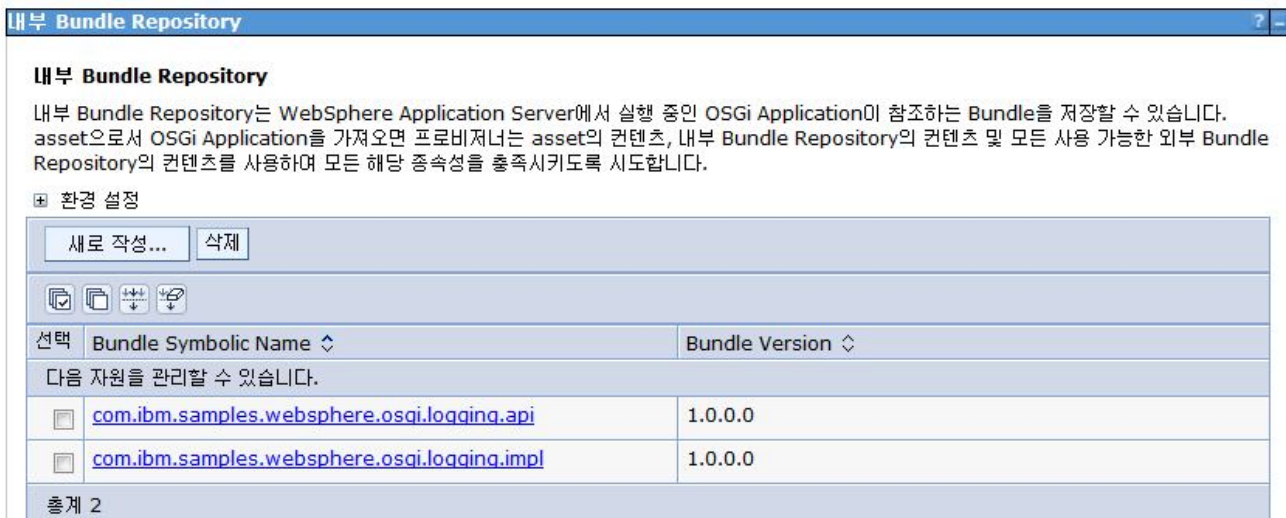 내부 Bundle Repository
내부 Bundle Repository
내부 Bundle Repository는 WebSphere Application Server에서 실행 중인 OSGi Application이 참조하는 Bundle을 저장할 수 있습니다.
asset으로서 OSGi Application을 가져오면 프로비저너는 asset의 컨텐츠, 내부 Bundle Repository의 컨텐츠 및 모든 사용 가능한 외부 Bundle
Repository의 컨텐츠를 사용하여 모든 해당 종속성을 충족시키도록 시도합니다.
환경 설정
새로 작성... 삭제
선택 Bundle Symbolic Name Bundle Version
다음 자원을 관리할 수 있습니다.
com.ibm.samples.websphere.osgi.logging.api 1.0.0.0
com.ibm.samples.websphere.osgi.logging.impl 1.0.0.0
총계 2